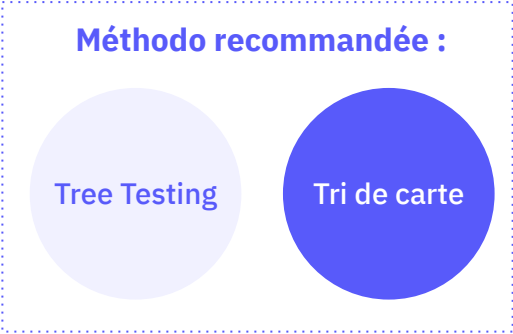 Méthodo recommandée :
Tree Testing
Tri de carte